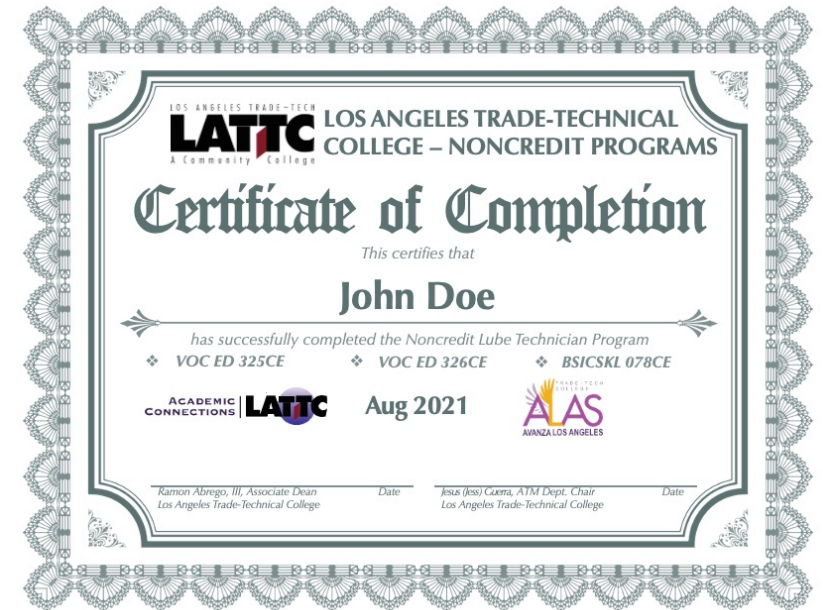 LOS ANGELES TRADE-TECH
LATTC
A Community College
LOS ANGELES TRADE-TECHNICAL
COLLEGE – NONCREDIT PROGRAMS
Certificate of Completion
This certifies that
John Doe
has successfully completed the Noncredit Lube Technician Program
❖ VOC ED 325CE ❖ VOC ED 326CE ❖ BSICSKL 078CE
ACADEMIC
CONNECTIONS | LATTC
Aug 2021
TRADE-TECH
COLLEGE
ALAS
AVANZA LOS ANGELES
Ramon Abrego, III, Associate Dean Date
Los Angeles Trade-Technical College
Jesus (Jess) Guerra, ATM Dept. Chair Date
Los Angeles Trade-Technical College